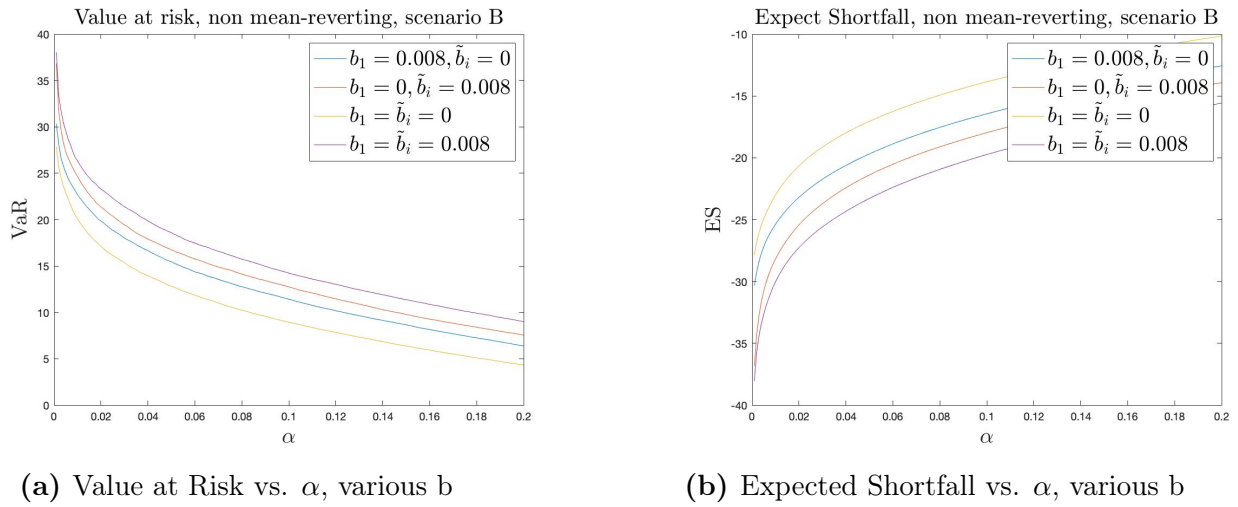 Value at risk, non mean-reverting, scenario B
40
35
30
25
20
15
10
5
0
VaR
b₁ = 0.008, b̃ᵢ = 0
b₁ = 0, b̃ᵢ = 0.008
b₁ = b̃ᵢ = 0
b₁ = b̃ᵢ = 0.008
0 0.02 0.04 0.06 0.08 0.1 0.12 0.14 0.16 0.18 0.2
α
(a) Value at Risk vs. α, various b
Expect Shortfall, non mean-reverting, scenario B
-10
-15
-20
-25
-30
-35
-40
ES
b₁ = 0.008, b̃ᵢ = 0
b₁ = 0, b̃ᵢ = 0.008
b₁ = b̃ᵢ = 0
b₁ = b̃ᵢ = 0.008
0 0.02 0.04 0.06 0.08 0.1 0.12 0.14 0.16 0.18 0.2
α
(b) Expected Shortfall vs. α, various b